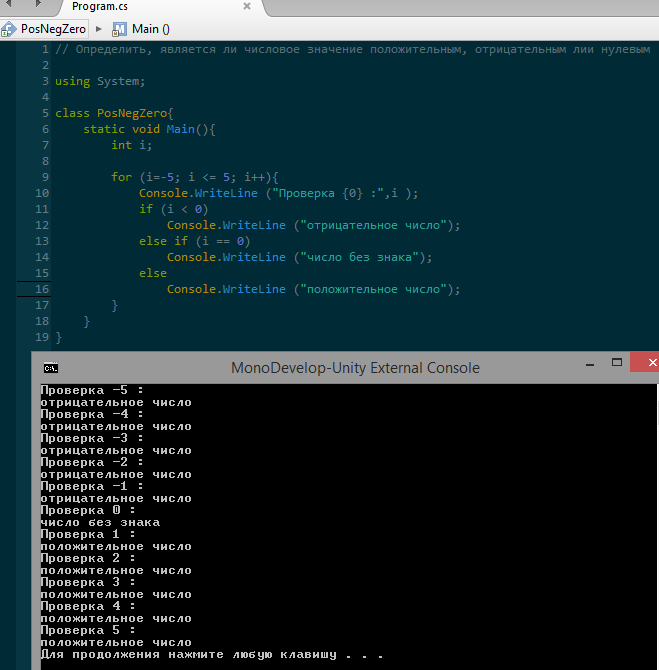 Program.cs
PosNegZero Main ()
1 // Определить, является ли числовое значение положительным, отрицательным лии нулевым
2
3 using System;
4
5 class PosNegZero{
6 static void Main(){
7 int i;
8
9 for (i=-5; i <= 5; i++){
10 Console.WriteLine ("Проверка {0} :",i );
11 if (i < 0)
12 Console.WriteLine ("отрицательное число");
13 else if (i == 0)
14 Console.WriteLine ("число без знака");
15 else
16 Console.WriteLine ("положительное число");
17 }
18 }
19 }
C:\.
MonoDevelop-Unity External Console
Проверка -5 :
отрицательное число
Проверка -4 :
отрицательное число
Проверка -3 :
отрицательное число
Проверка -2 :
отрицательное число
Проверка -1 :
отрицательное число
Проверка 0 :
число без знака
Проверка 1 :
положительное число
Проверка 2 :
положительное число
Проверка 3 :
положительное число
Проверка 4 :
положительное число
Проверка 5 :
положительное число
Для продолжения нажмите любую клавишу . . .